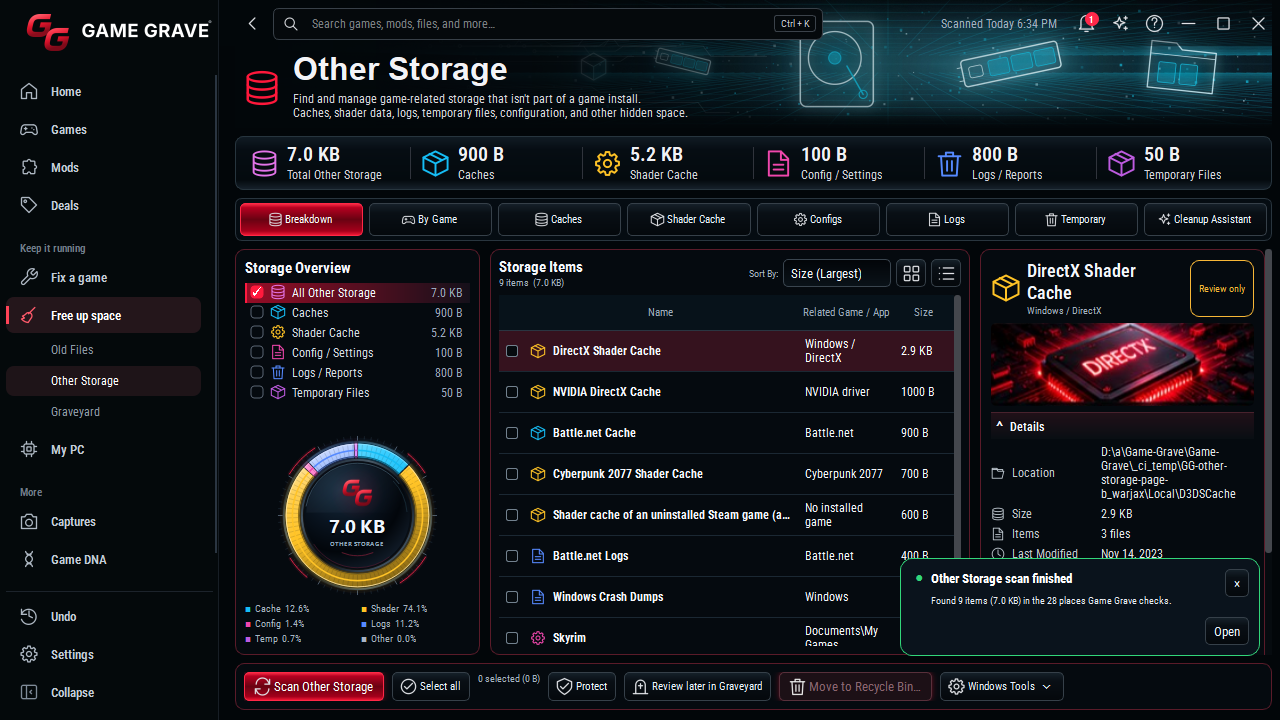 GAME GRAVE
Search games, mods, files, and more...
Ctrl + K
Scanned Today 6:34 PM
1
Home
Games
Mods
Deals
Keep it running
Fix a game
Free up space
Old Files
Other Storage
Graveyard
My PC
More
Captures
Game DNA
Undo
Settings
Collapse
Other Storage
Find and manage game-related storage that isn't part of a game install.
Caches, shader data, logs, temporary files, configuration, and other hidden space.
7.0 KB
Total Other Storage
900 B
Caches
5.2 KB
Shader Cache
100 B
Config / Settings
800 B
Logs / Reports
50 B
Temporary Files
Breakdown
By Game
Caches
Shader Cache
Configs
Logs
Temporary
Cleanup Assistant
Storage Overview
All Other Storage 7.0 KB
Caches 900 B
Shader Cache 5.2 KB
Config / Settings 100 B
Logs / Reports 800 B
Temporary Files 50 B
GG
7.0 KB
OTHER STORAGE
Cache 12.6% Shader 74.1%
Config 1.4% Logs 11.2%
Temp 0.7% Other 0.0%
Storage Items
9 items (7.0 KB)
Sort By: Size (Largest)
Name Related Game / App Size
DirectX Shader Cache Windows / DirectX 2.9 KB
NVIDIA DirectX Cache NVIDIA driver 1000 B
Battle.net Cache Battle.net 900 B
Cyberpunk 2077 Shader Cache Cyberpunk 2077 700 B
Shader cache of an uninstalled Steam game (a... No installed game 600 B
Battle.net Logs Battle.net 400 B
Windows Crash Dumps Windows
Skyrim Documents\My Games
DirectX Shader
Cache
Windows / DirectX
Review only
DIRECTX
^ Details
Location
D:\a\Game-Grave\Game-
Grave\_ci_temp\GG-other-
storage-page-
b_warjax\Local\D3DSCache
Size 2.9 KB
Items 3 files
Last Modified Nov 14, 2023
Other Storage scan finished
x
Found 9 items (7.0 KB) in the 28 places Game Grave checks.
Open
Scan Other Storage
Select all
0 selected (0 B)
Protect
Review later in Graveyard
Move to Recycle Bin...
Windows Tools